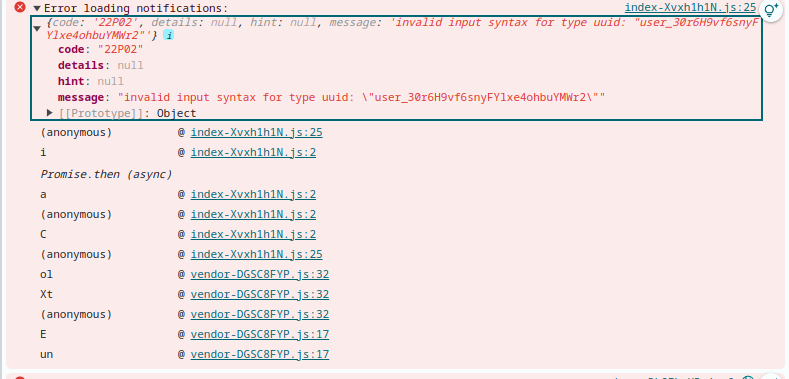 Error loading notifications: index-Xvxh1h1N.js:25
{code: '22P02', details: null, hint: null, message: 'invalid input syntax for type uuid: "user_30r6H9vf6snyF
Y1xe4ohbuYMWr2"'} i
code: "22P02"
details: null
hint: null
message: "invalid input syntax for type uuid: \"user_30r6H9vf6snyFY1xe4ohbuYMWr2\""
[[Prototype]]: Object
(anonymous) @ index-Xvxh1h1N.js:25
i @ index-Xvxh1h1N.js:2
Promise.then (async)
a @ index-Xvxh1h1N.js:2
(anonymous) @ index-Xvxh1h1N.js:2
C @ index-Xvxh1h1N.js:2
(anonymous) @ index-Xvxh1h1N.js:25
ol @ vendor-DGSC8FYP.js:32
Xt @ vendor-DGSC8FYP.js:32
(anonymous) @ vendor-DGSC8FYP.js:32
E @ vendor-DGSC8FYP.js:17
un @ vendor-DGSC8FYP.js:17